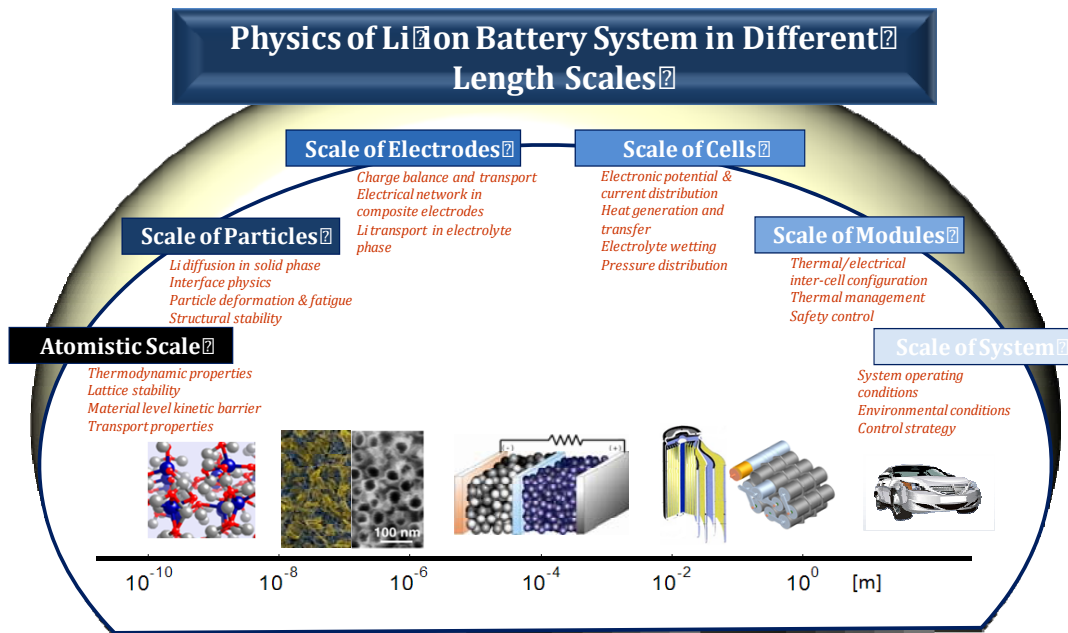 Physics of Li⍰ion Battery System in Different⍰
Length Scales⍰
Scale of Electrodes⍰
Charge balance and transport
Electrical network in
composite electrodes
Li transport in electrolyte
phase
Scale of Cells⍰
Electronic potential &
current distribution
Heat generation and
transfer
Electrolyte wetting
Pressure distribution
Scale of Particles⍰
Li diffusion in solid phase
Interface physics
Particle deformation & fatigue
Structural stability
Scale of Modules⍰
Thermal/electrical
inter-cell configuration
Thermal management
Safety control
Atomistic Scale⍰
Thermodynamic properties
Lattice stability
Material level kinetic barrier
Transport properties
Scale of System⍰
System operating
conditions
Environmental conditions
Control strategy
100 nm
(-) (+)
10⁻¹⁰ 10⁻⁸ 10⁻⁶ 10⁻⁴ 10⁻² 10⁰ [m]